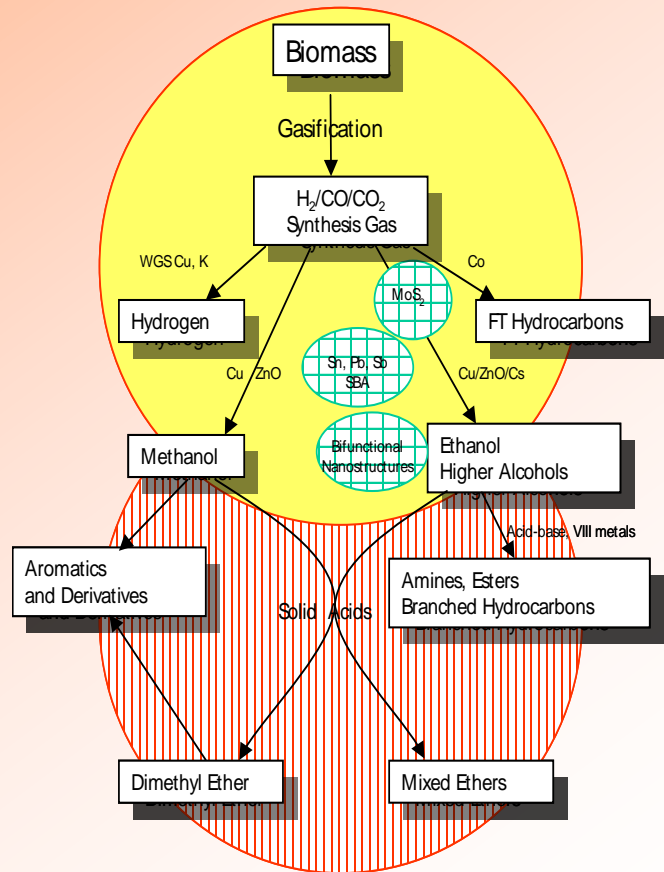 Biomass
Gasification
H₂/CO/CO₂
Synthesis Gas
WGS Cu, K
Co
MoS₂
Hydrogen
FT Hydrocarbons
Cu ZnO
Sn, Pb, Sb
SBA
Cu/ZnO/Cs
Methanol
Bifunctional
Nanostructures
Ethanol
Higher Alcohols
Acid-base, VIII metals
Aromatics
and Derivatives
Solid Acids
Amines, Esters
Branched Hydrocarbons
Dimethyl Ether
Mixed Ethers